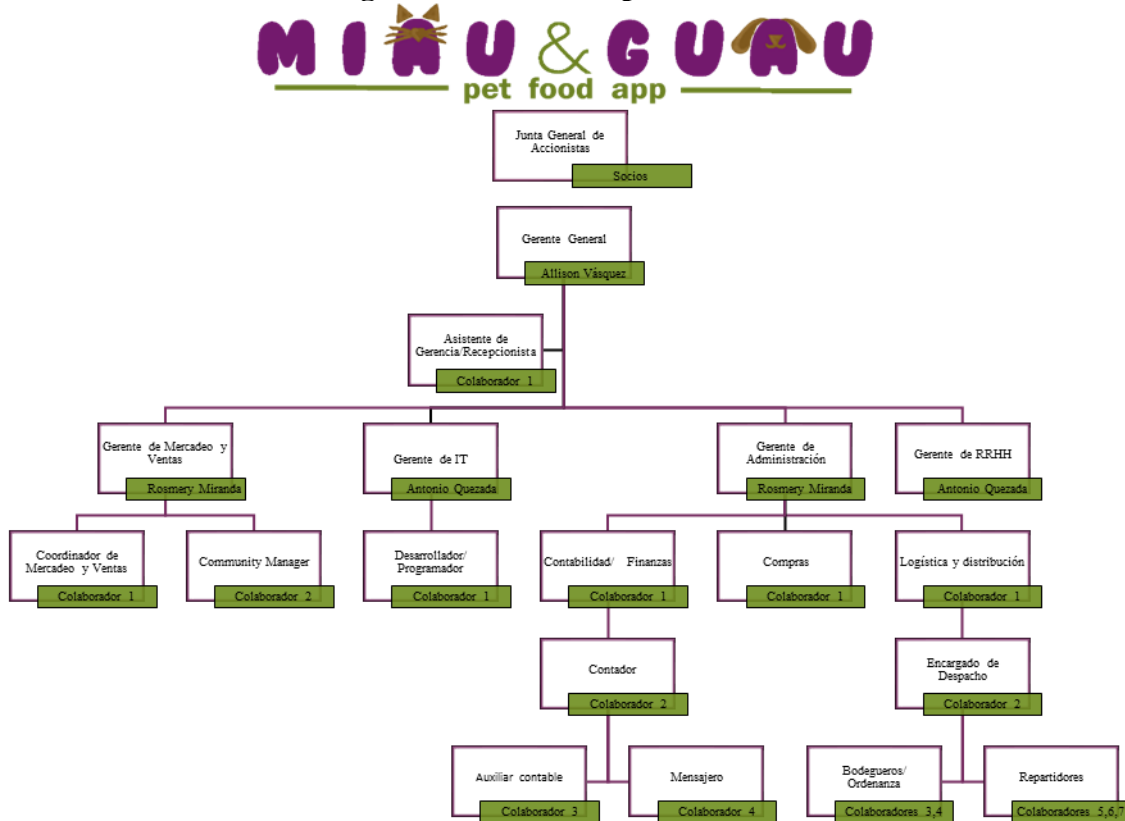 MIAU & GUAU
pet food app
Junta General de
Accionistas
Socios
Gerente General
Allison Vásquez
Asistente de
Gerencia/Recepcionista
Colaborador 1
Gerente de Mercadeo y
Ventas
Rosmery Miranda
Gerente de IT
Antonio Quezada
Gerente de
Administración
Rosmery Miranda
Gerente de RRHH
Antonio Quezada
Coordinador de
Mercadeo y Ventas
Colaborador 1
Community Manager
Colaborador 2
Desarrollador/
Programador
Colaborador 1
Contabilidad/ Finanzas
Colaborador 1
Compras
Colaborador 1
Logística y distribución
Colaborador 1
Contador
Colaborador 2
Encargado de
Despacho
Colaborador 2
Auxiliar contable
Colaborador 3
Mensajero
Colaborador 4
Bodegueros/
Ordenanza
Colaboradores 3,4
Repartidores
Colaboradores 5,6,7